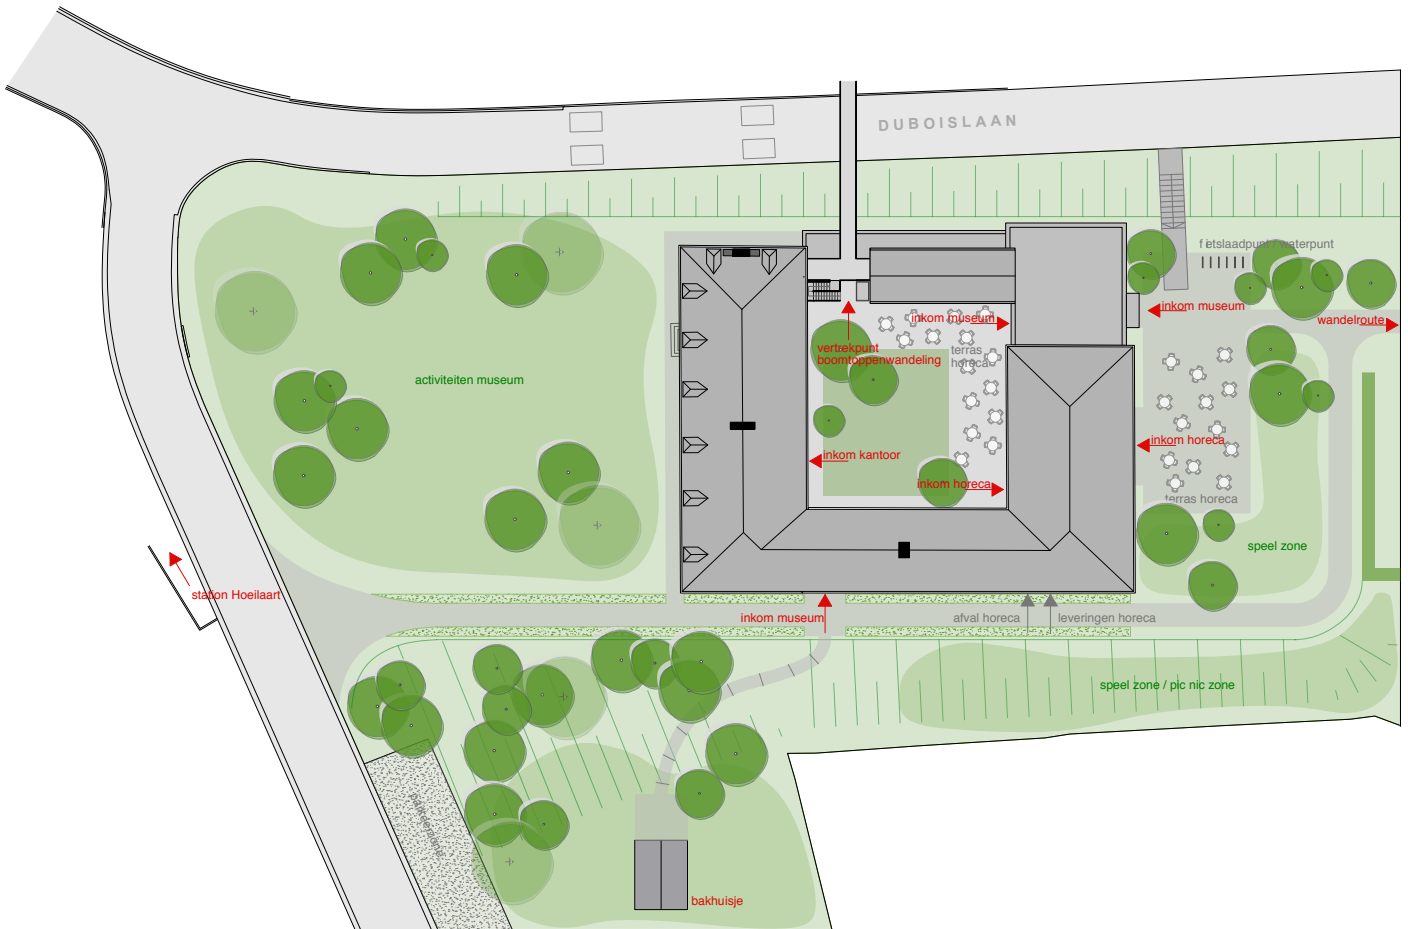 DUBOISLAAN
fietslaadpunt / waterpunt
inkom museum
inkom museum
wandelroute
vertrekpunt
boomtoppenwandeling
terras
horeca
activiteiten museum
inkom horeca
inkom kantoor
inkom horeca
terras horeca
speel zone
station Hoeilaart
inkom museum
afval horeca
leveringen horeca
speel zone / pic nic zone
bakhuisje